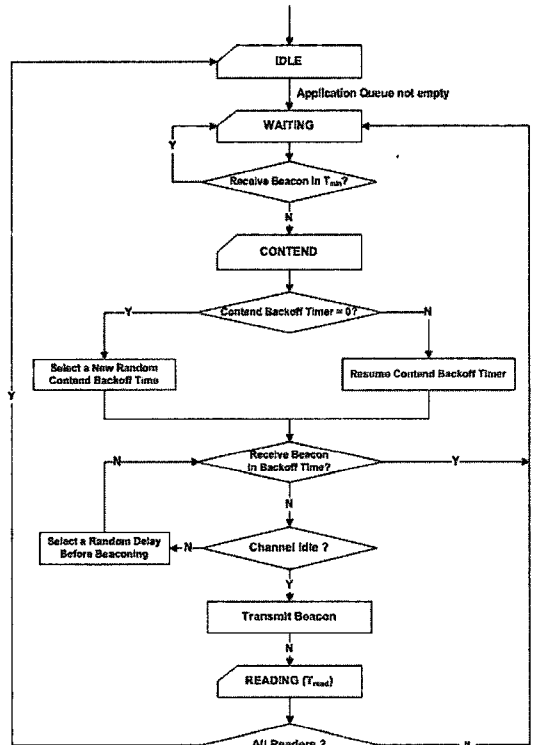 IDLE
Application Queue not empty
WAITING
Y
Receive Beacon in Tmin?
N
CONTEND
Contend Backoff Timer = 0?
Y
N
Select a New Random
Contend Backoff Time
Resume Contend Backoff Timer
Y
Receive Beacon
in Backoff Time?
N
Y
N
Select a Random Delay
Before Beaconing
N
Channel Idle ?
Y
Transmit Beacon
N
READING (Tread)
All Readers ?
N